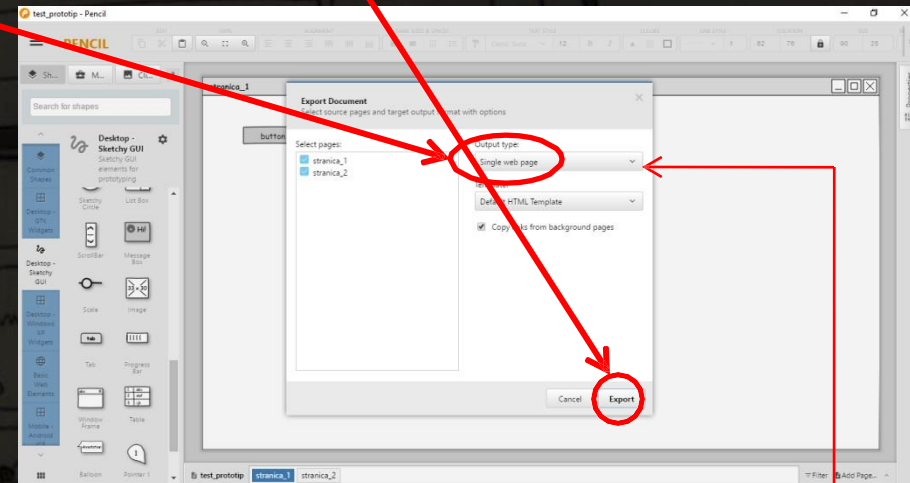 test_prototip - Pencil
PENCIL
Sh...
M...
Search for shapes
Desktop -
Sketchy GUI
Sketchy GUI
elements for
prototyping
Common
Shapes
Desktop -
Widgets
Desktop -
Sketchy
GUI
Desktop -
Windows
Widgets
Basic
Web
Elements
Mobile -
Android
Sketchy
Circle
List Box
ScrollBar
Hi!
Message
Box
Scale
Image
Tab
Progress
Bar
Window
Frame
Table
Balloon
Pointer 1
stranica_1
button
Export Document
Select source pages and target output format with options
Select pages:
stranica_1
stranica_2
Output type:
Single web page
Default HTML Template
Copy links from background pages
Cancel
Export
test_prototip
stranica_1
stranica_2
Filter
Add Page...